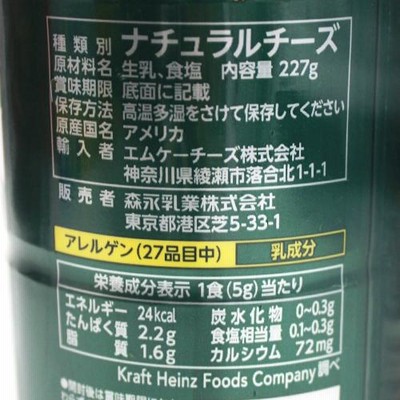 種類別 ナチュラルチーズ
原材料名 生乳、食塩 内容量 227g
賞味期限 底面に記載
保存方法 高温多湿をさけて保存してください
原産国名 アメリカ
輸入者 エムケーチーズ株式会社
神奈川県綾瀬市落合北1-1-1
販売者 森永乳業株式会社
東京都港区芝5-33-1
アレルゲン(27品目中) 乳成分
栄養成分表示 1食(5g)当たり
エネルギー 24kcal 炭水化物 0~0.3g
たんぱく質 2.2g 食塩相当量 0.1~0.3g
脂質 1.6g カルシウム 72mg
Kraft Heinz Foods Company調べ
●開封後は賞味期限に